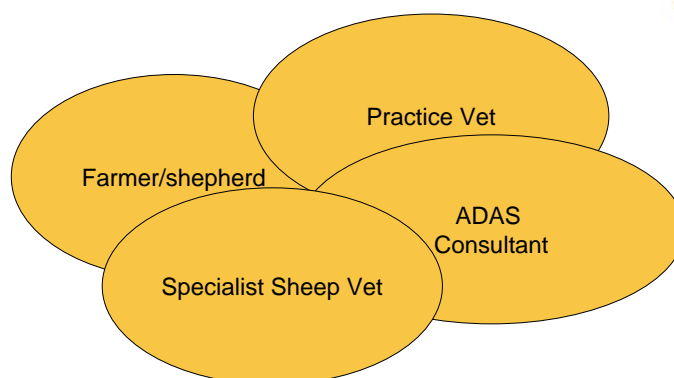 Practice Vet
Farmer/shepherd
ADAS
Consultant
Specialist Sheep Vet